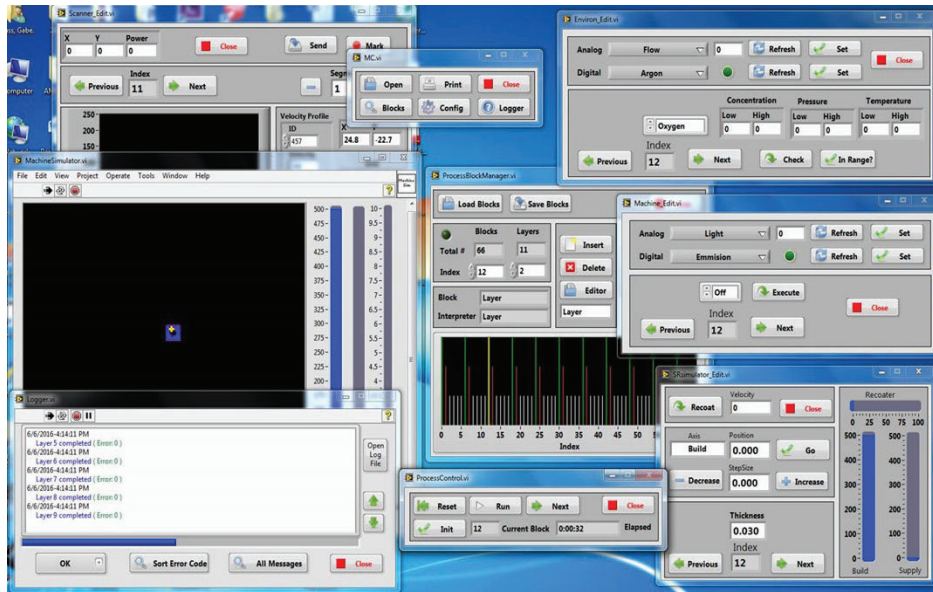 Scanner_Edit.vi
X Y Power
0 0 0
Close
Send
Mark
Index
Previous 11 Next
1
250
200
150
Velocity Profile
ID X
457 24.8 -22.7
MC.vi
Open Print Close
Blocks Config Logger
Environ_Edit.vi
Analog Flow 0 Refresh Set
Digital Argon Refresh Set
Close
Concentration Pressure Temperature
Low High Low High Low High
Oxygen 0 0 0 0 0 0
Index
Previous 12 Next Check In Range?
MachineSimulator.vi
File Edit View Project Operate Tools Window Help
Machine
Sim
500 10
475 9.5
450 9
425 8.5
400 8
375 7.5
350 7
325 6.5
300 6
275 5.5
250 5
225 4.5
200 4
ProcessBlockManager.vi
Load Blocks Save Blocks
Blocks Layers
Total # 66 11
Index 12 2
Insert
Delete
Editor
Block Layer
Interpreter Layer
Layer
0 5 10 15 20 25 30 35 40 45 50
Index
Machine_Edit.vi
Analog Light 0 Refresh Set
Digital Emmision Refresh Set
Off Execute
Index
Close
Previous 12 Next
Logger.vi
6/6/2016-4:14:11 PM
Layer 5 completed ( Error: 0 )
6/6/2016-4:14:11 PM
Layer 6 completed ( Error: 0 )
6/6/2016-4:14:11 PM
Layer 7 completed ( Error: 0 )
6/6/2016-4:14:11 PM
Layer 8 completed ( Error: 0 )
6/6/2016-4:14:11 PM
Layer 9 completed ( Error: 0 )
Open
Log
File
OK Sort Error Code All Messages Close
ProcessControl.vi
Reset Run Next Close
Init 12 Current Block 0:00:32 Elapsed
SRsimulator_Edit.vi
Velocity
Recoat 0 Close
Axis Position
Build 0.000 Go
StepSize
Decrease 0.000 Increase
Thickness
0.030
Index
Previous 12 Next
Recoater
0 25 50 75 100
500 500
400 400
300 300
200 200
100 100
0 0
Build Supply